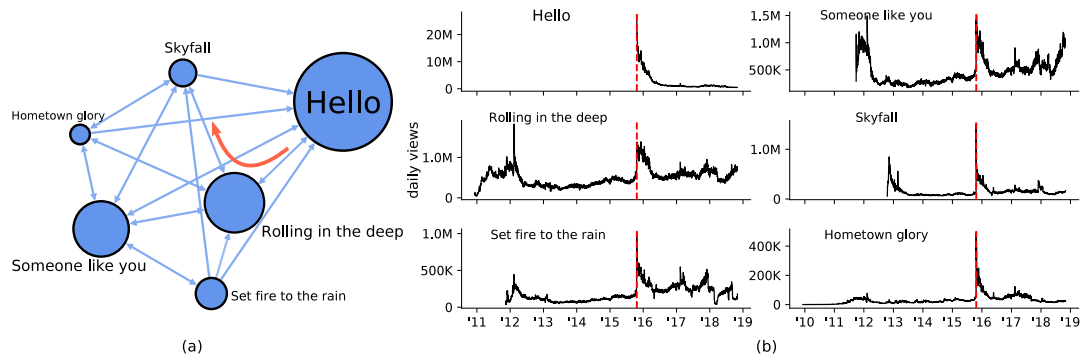 Skyfall
Hello
Hometown glory
Rolling in the deep
Someone like you
Set fire to the rain
(a)
daily views
Hello
20M
10M
0
Someone like you
1.5M
1.0M
500K
Rolling in the deep
1.0M
0
Skyfall
1.0M
0
Set fire to the rain
1.0M
500K
0
'11 '12 '13 '14 '15 '16 '17 '18 '19
Hometown glory
400K
200K
0
'10 '11 '12 '13 '14 '15 '16 '17 '18 '19
(b)